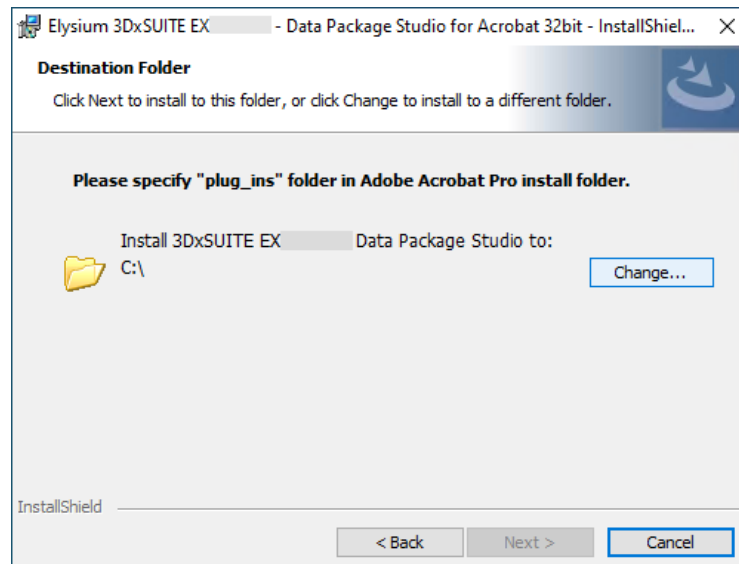 Elysium 3DxSUITE EX - Data Package Studio for Acrobat 32bit - InstallShiel...
Destination Folder
Click Next to install to this folder, or click Change to install to a different folder.
Please specify "plug_ins" folder in Adobe Acrobat Pro install folder.
Install 3DxSUITE EX Data Package Studio to:
C:\
Change...
InstallShield
< Back Next > Cancel